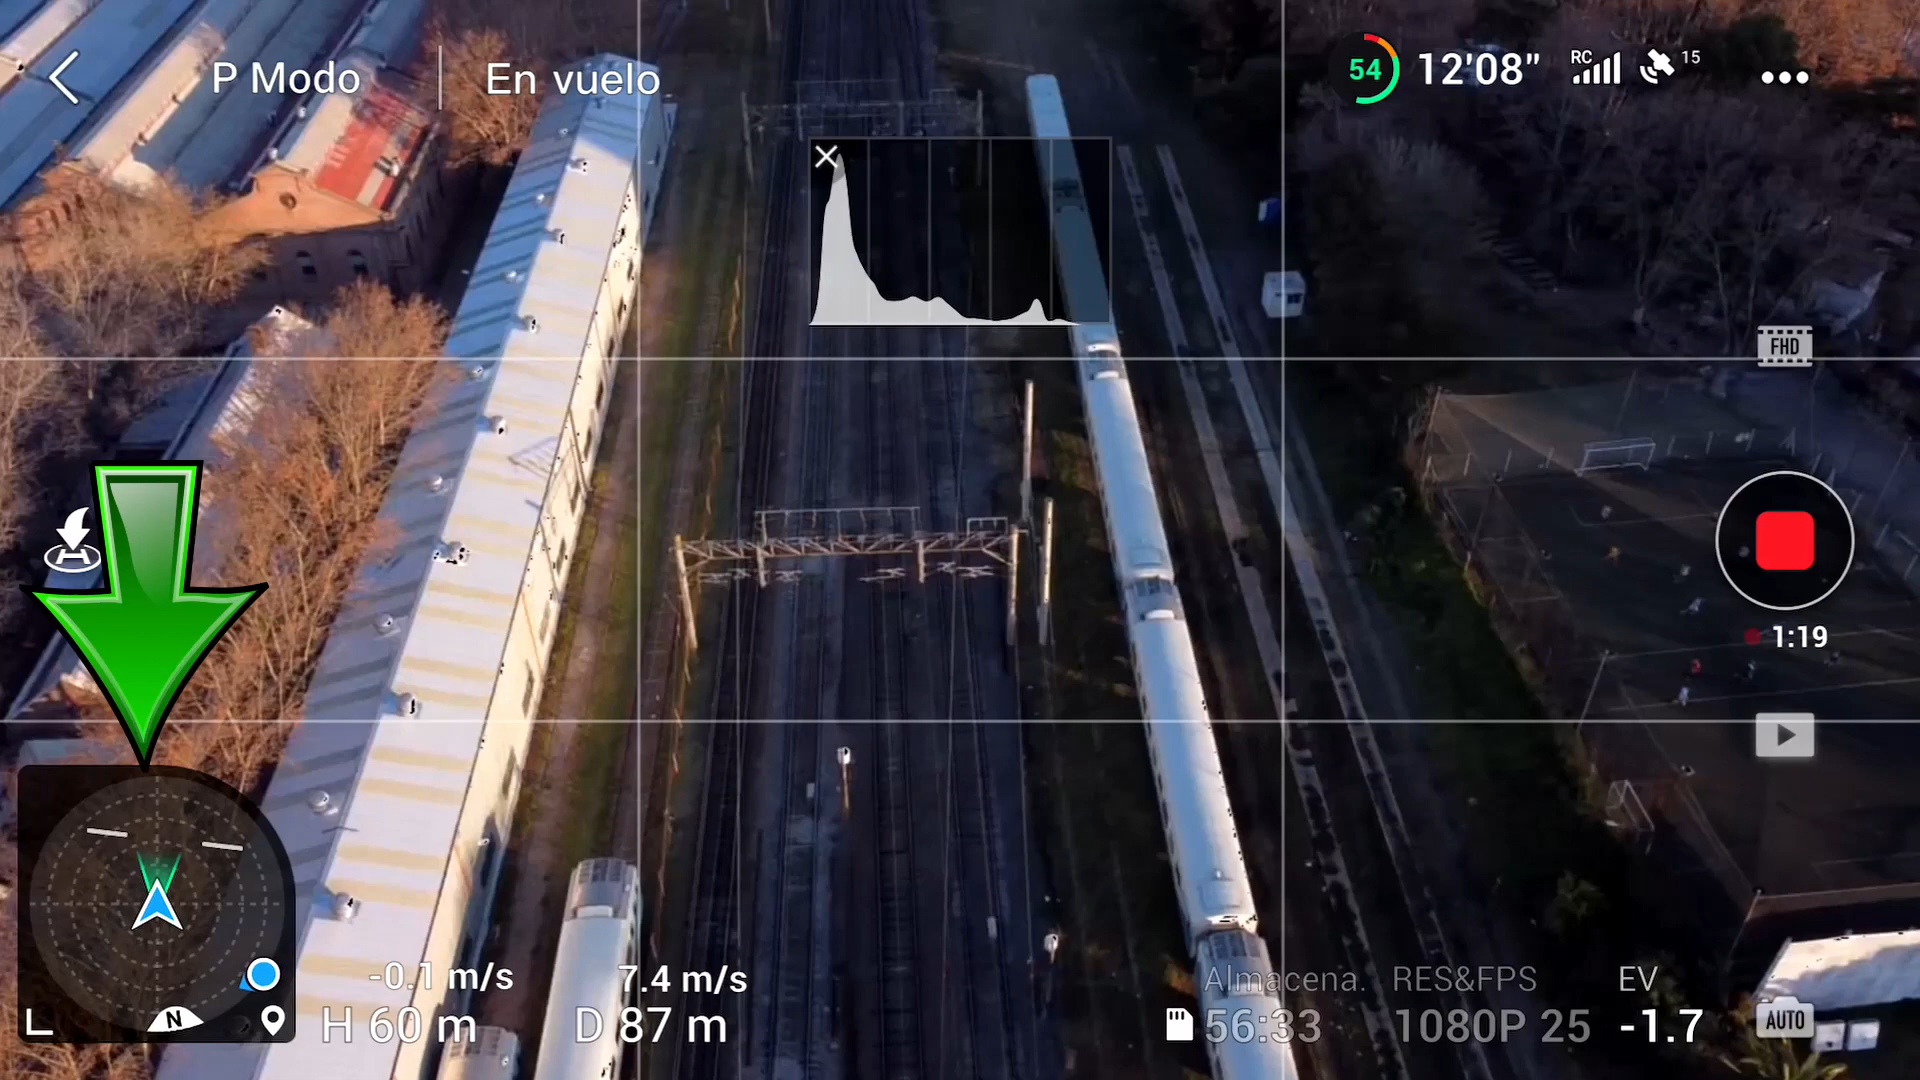 P Modo
En vuelo
54
12'08"
RC
15
FHD
1:19
-0.1 m/s
7.4 m/s
H 60 m
D 87 m
N
Almacena.
56:33
RES&FPS
1080P 25
EV
-1.7
AUTO